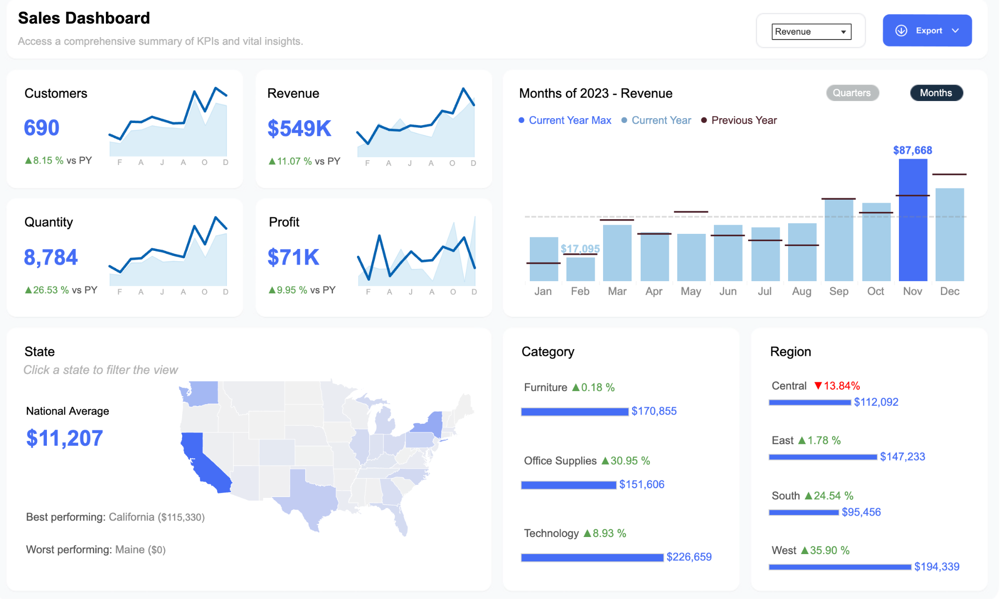 Sales Dashboard
Access a comprehensive summary of KPIs and vital insights.
Revenue
Export
Customers
690
▲8.15 % vs PY
F A J A O D
Revenue
$549K
▲11.07 % vs PY
F A J A O D
Quantity
8,784
▲26.53 % vs PY
F A J A O D
Profit
$71K
▲9.95 % vs PY
F A J A O D
Months of 2023 - Revenue
Quarters
Months
Current Year Max
Current Year
Previous Year
$87,668
$17,095
Jan Feb Mar Apr May Jun Jul Aug Sep Oct Nov Dec
State
Click a state to filter the view
National Average
$11,207
Best performing: California ($115,330)
Worst performing: Maine ($0)
Category
Furniture ▲0.18 %
$170,855
Office Supplies ▲30.95 %
$151,606
Technology ▲8.93 %
$226,659
Region
Central ▼13.84%
$112,092
East ▲1.78 %
$147,233
South ▲24.54 %
$95,456
West ▲35.90 %
$194,339